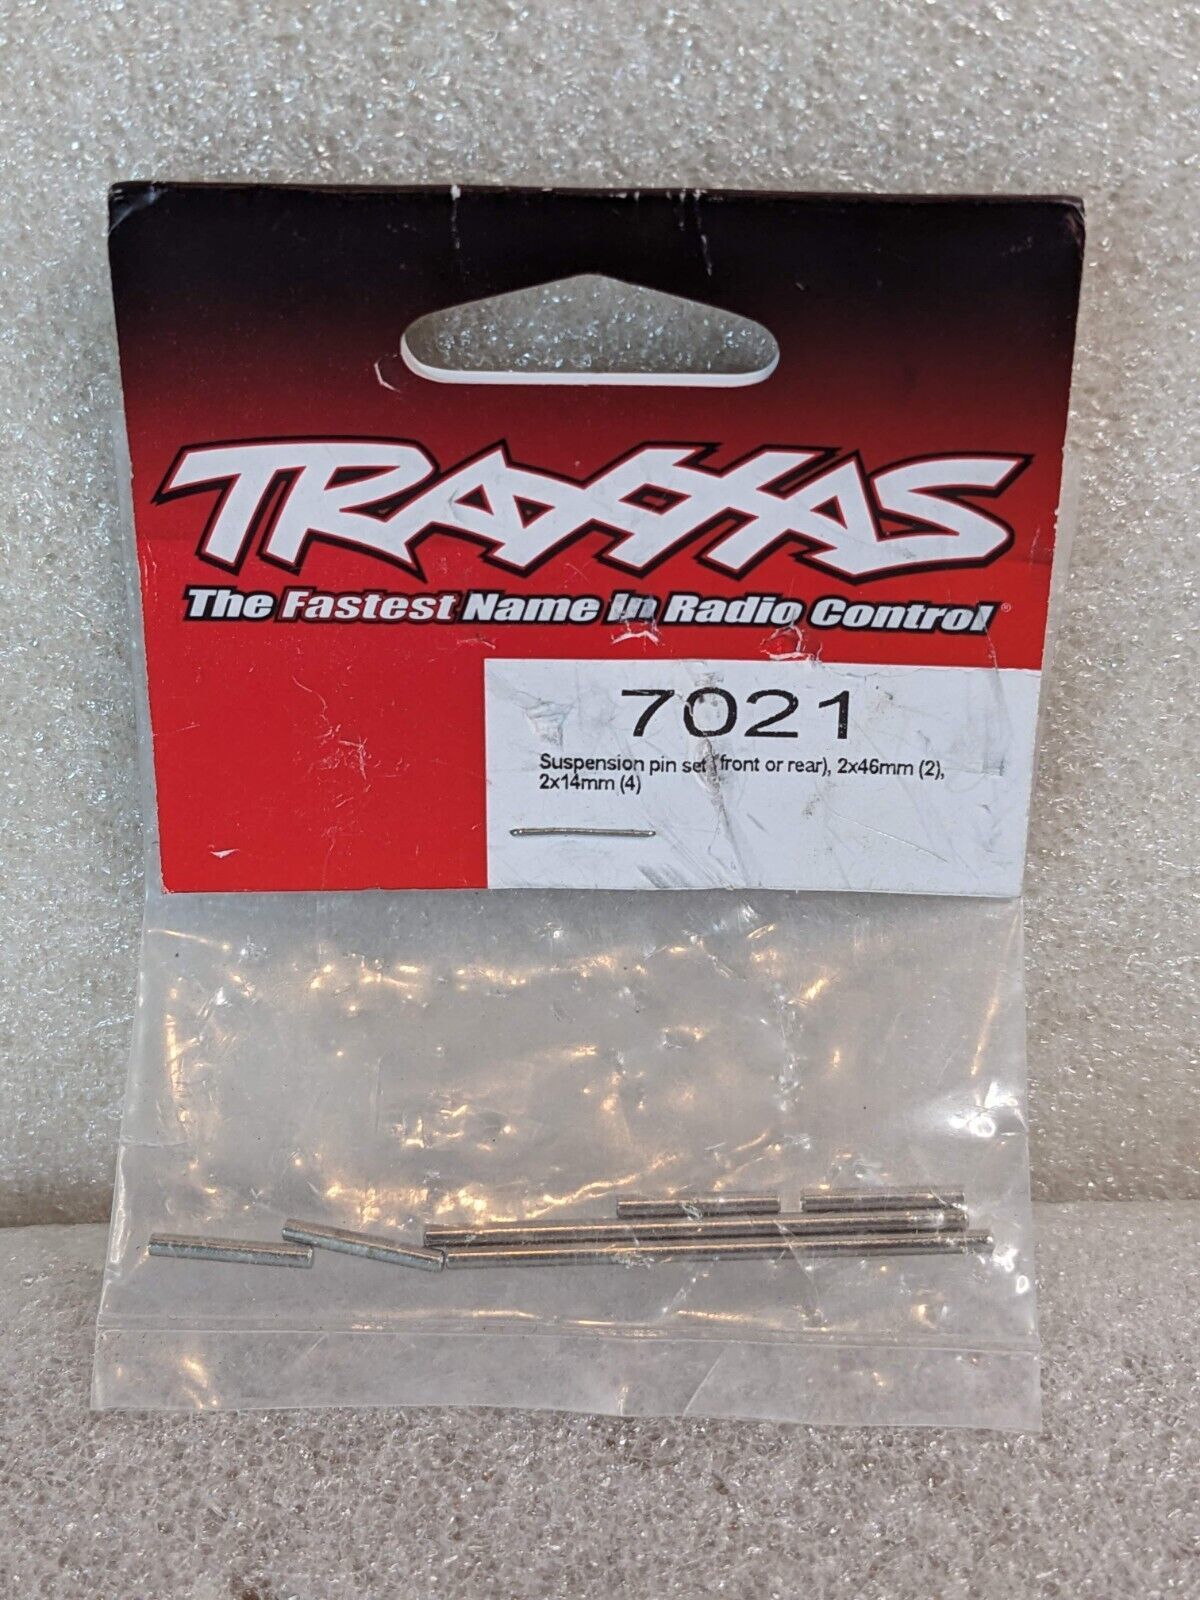 TRAXXAS
The Fastest Name In Radio Control®
7021
Suspension pin set (front or rear), 2x46mm (2),
2x14mm (4)